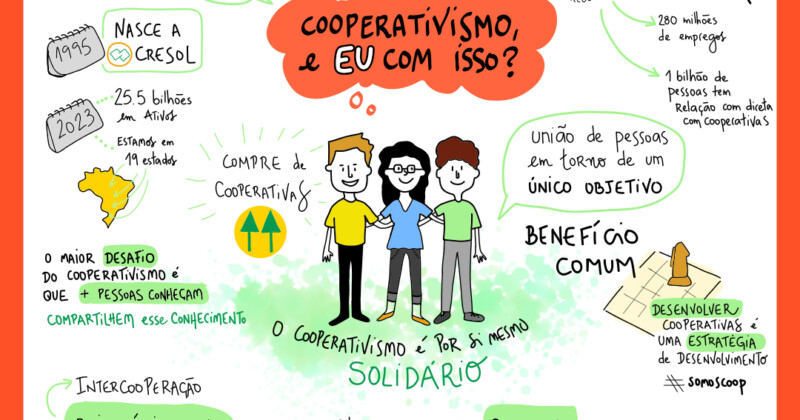 COOPERATIVISMO,
e EU COM ISSO?
1995
NASCE A
CRESOL
2023
25.5 bilhões
em Ativos
ESTAMOS em
19 estados
COMPRE de
COOPERATIVAS
280 milhões
de empregos
1 bilhão de
pessoas tem
Relação com direta
com cooperativas
união de pessoas
em torno de um
único objetivo
BENEFÍCIO
COMUM
O MAIOR DESAFIO
DO COOPERATIVISMO é
QUE + PESSOAS CONHEÇAM
COMPARTILHEM esse CONHECIMENTO
O COOPERATIVISMO é POR SI MESMO
SOLIDÁRIO
DESENVOLVER
COOPERATIVAS É
UMA ESTRATÉGIA
de DESENVOLVIMENTO
#somoscoop
INTERCOOPERAÇÃO